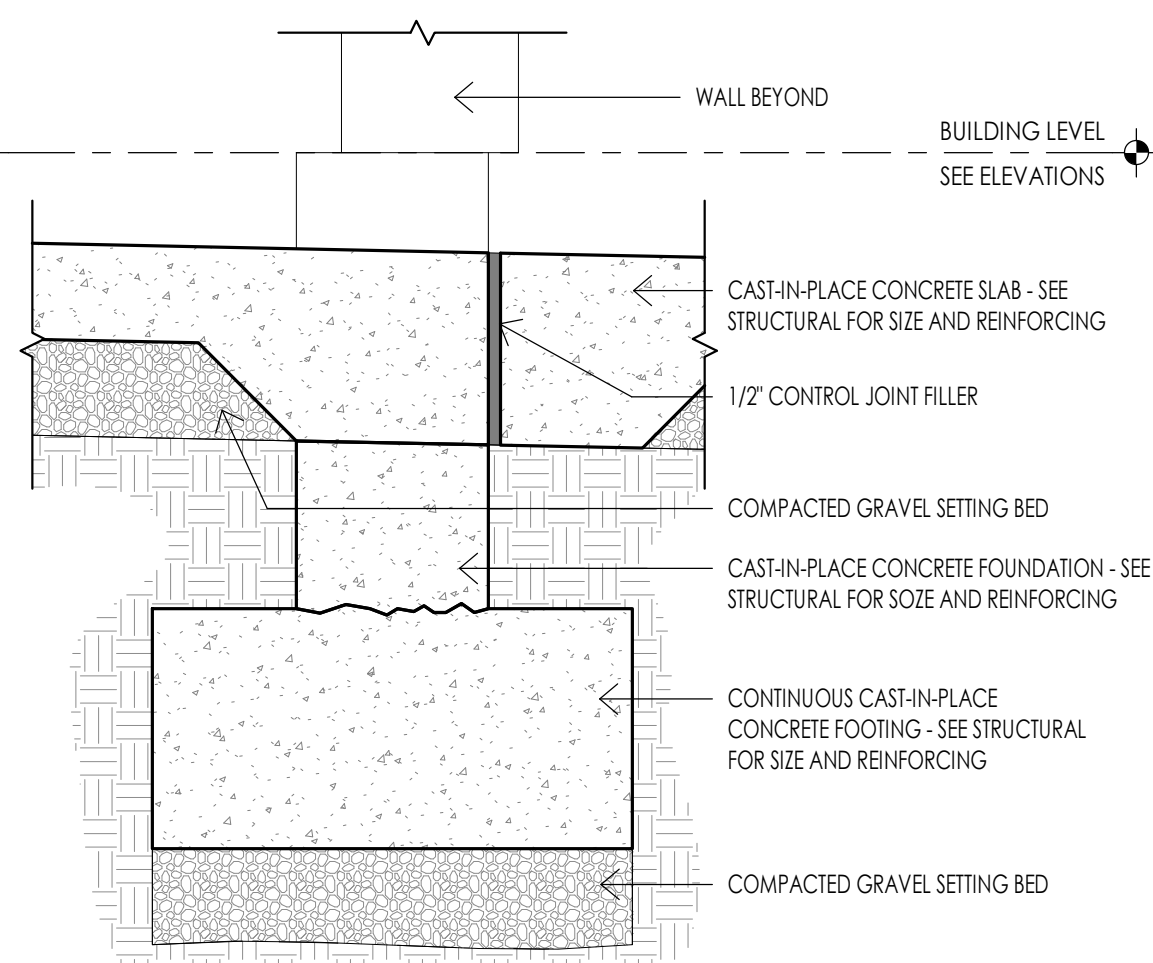 WALL BEYOND
BUILDING LEVEL
SEE ELEVATIONS
CAST-IN-PLACE CONCRETE SLAB - SEE
STRUCTURAL FOR SIZE AND REINFORCING
1/2" CONTROL JOINT FILLER
COMPACTED GRAVEL SETTING BED
CAST-IN-PLACE CONCRETE FOUNDATION - SEE
STRUCTURAL FOR SOZE AND REINFORCING
CONTINUOUS CAST-IN-PLACE
CONCRETE FOOTING - SEE STRUCTURAL
FOR SIZE AND REINFORCING
COMPACTED GRAVEL SETTING BED